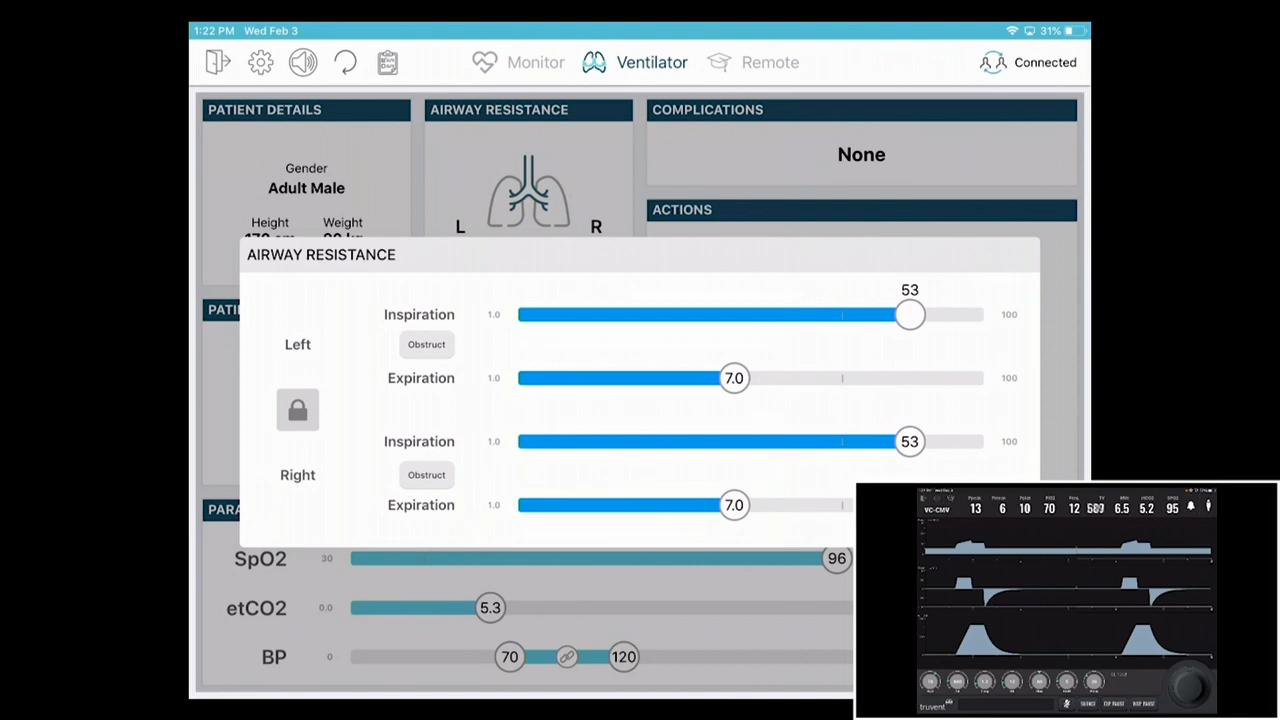 1:22 PM Wed Feb 3
31%
Monitor Ventilator Remote Connected
PATIENT DETAILS AIRWAY RESISTANCE COMPLICATIONS
None
Gender
Adult Male
ACTIONS
Height Weight
L R
AIRWAY RESISTANCE
53
Inspiration 1.0 100
Left Obstruct
Expiration 1.0 7.0 100
Inspiration 1.0 53 100
Right Obstruct
Expiration 1.0 7.0
PARA
SpO2 30 96
etCO2 0.0 5.3
BP 0 70 120
VC-CMV 13 6 10 70 12 6.5 5.2 95
truvent